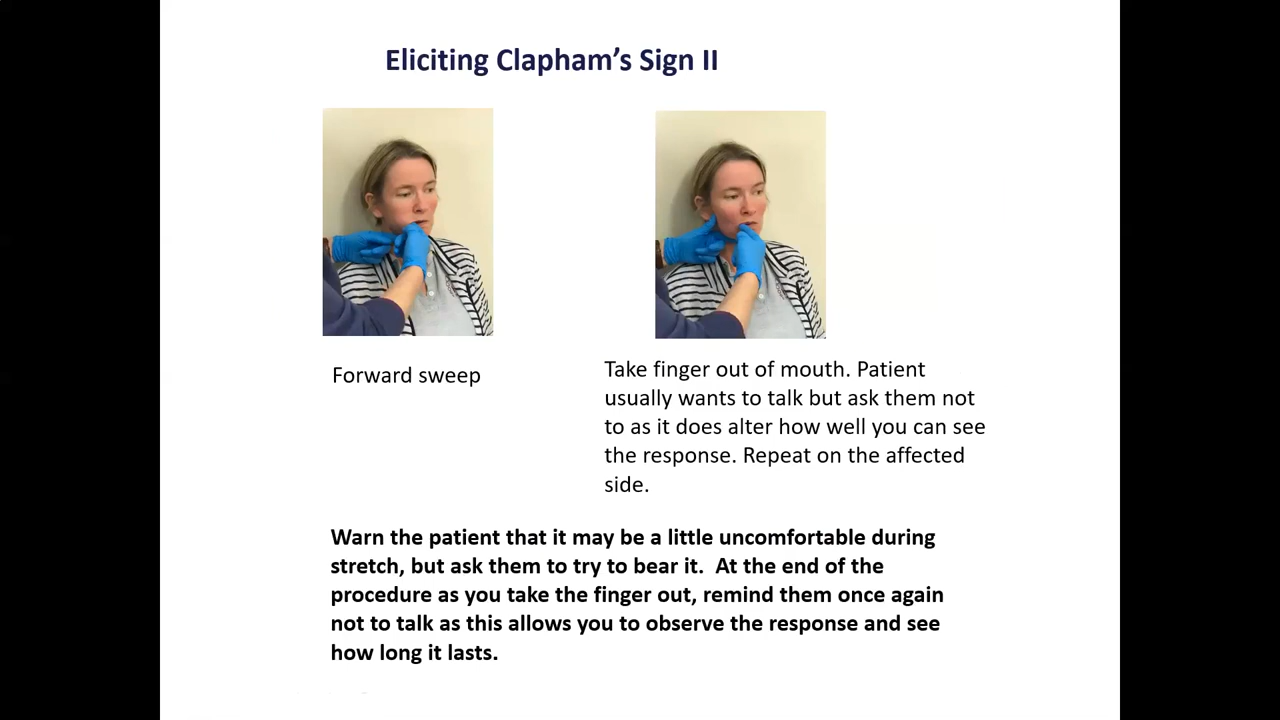 Eliciting Clapham’s Sign II
Forward sweep
Take finger out of mouth. Patient
usually wants to talk but ask them not
to as it does alter how well you can see
the response. Repeat on the affected
side.
Warn the patient that it may be a little uncomfortable during
stretch, but ask them to try to bear it.  At the end of the
procedure as you take the finger out, remind them once again
not to talk as this allows you to observe the response and see
how long it lasts.